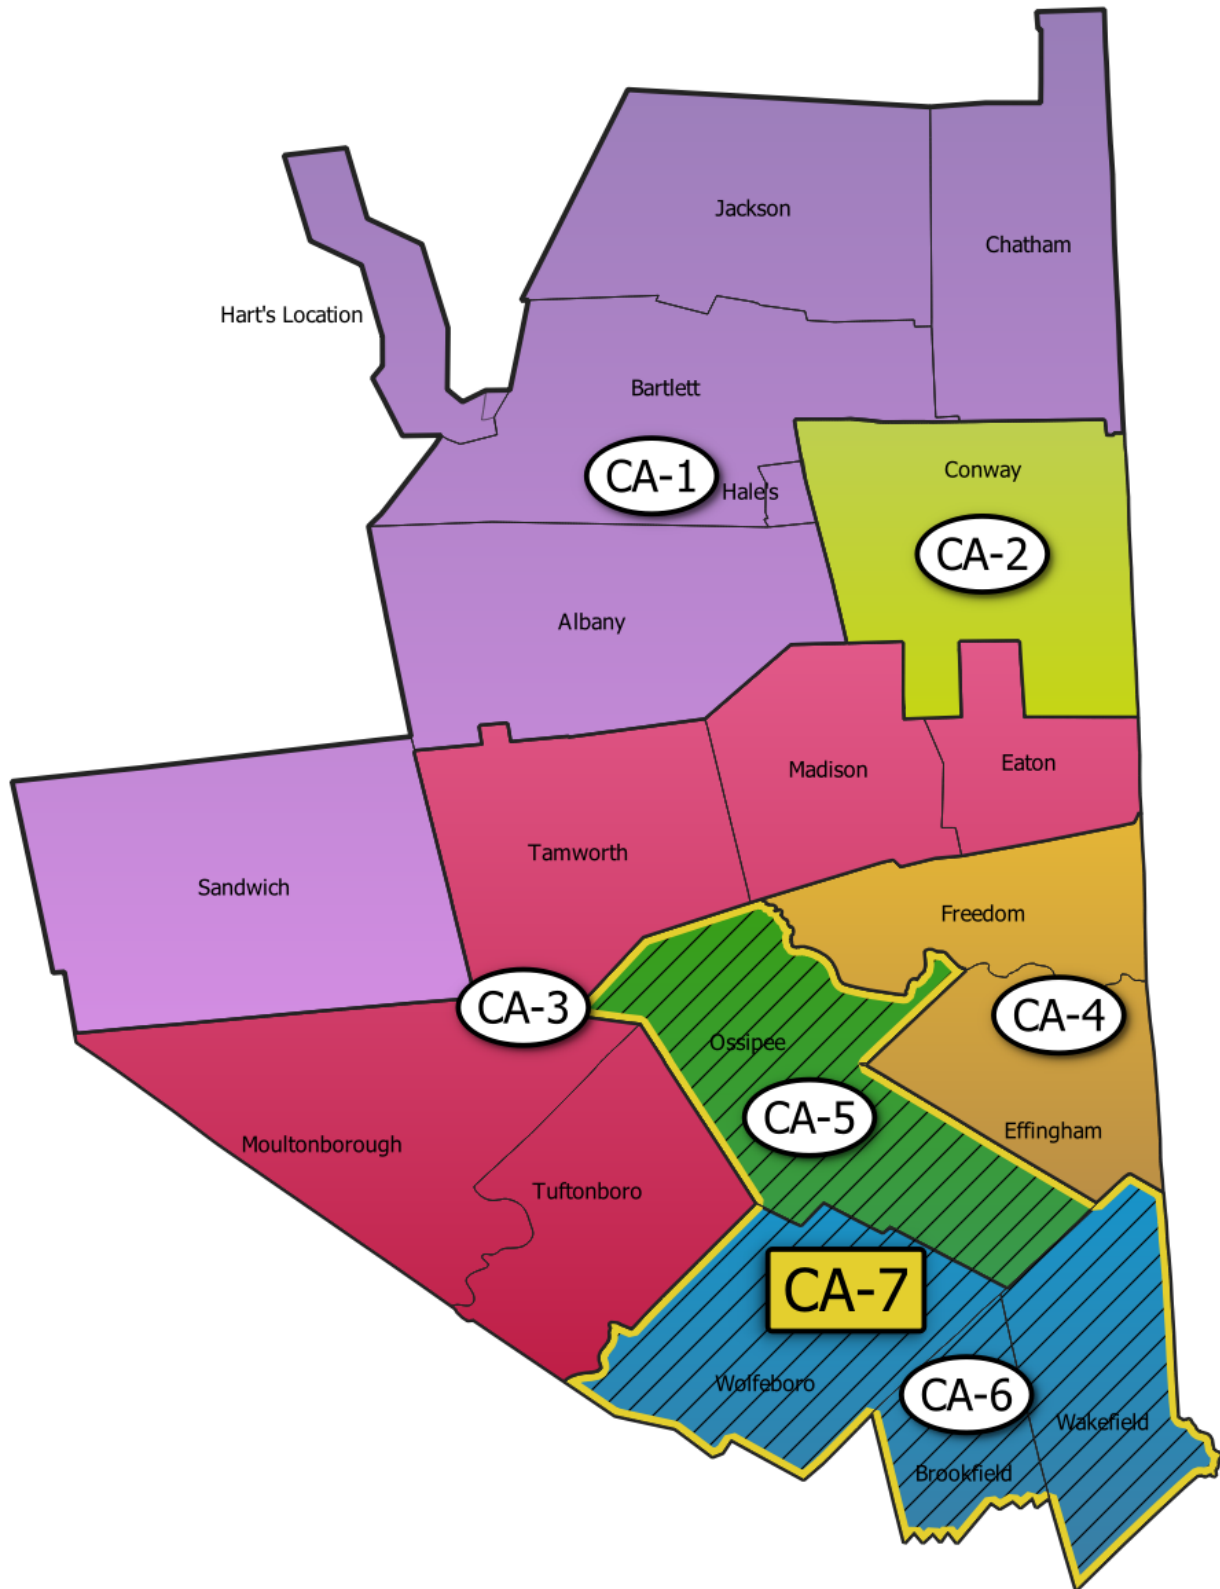 Jackson
Chatham
Hart's Location
Bartlett
Conway
CA-1
Hale's
CA-2
Albany
Madison
Eaton
Tamworth
Sandwich
Freedom
CA-3
CA-4
Ossipee
CA-5
Effingham
Moultonborough
Tuftonboro
CA-7
Wolfeboro
CA-6
Wakefield
Brookfield